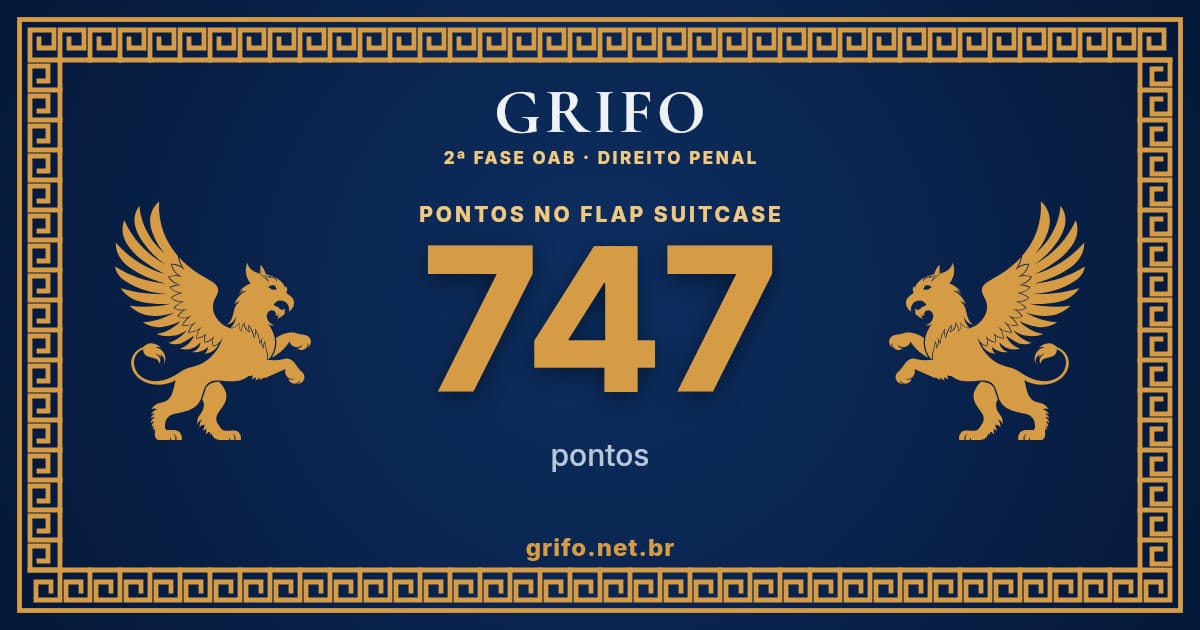 GRIFO
2ª FASE OAB · DIREITO PENAL
PONTOS NO FLAP SUITCASE
747
pontos
grifo.net.br